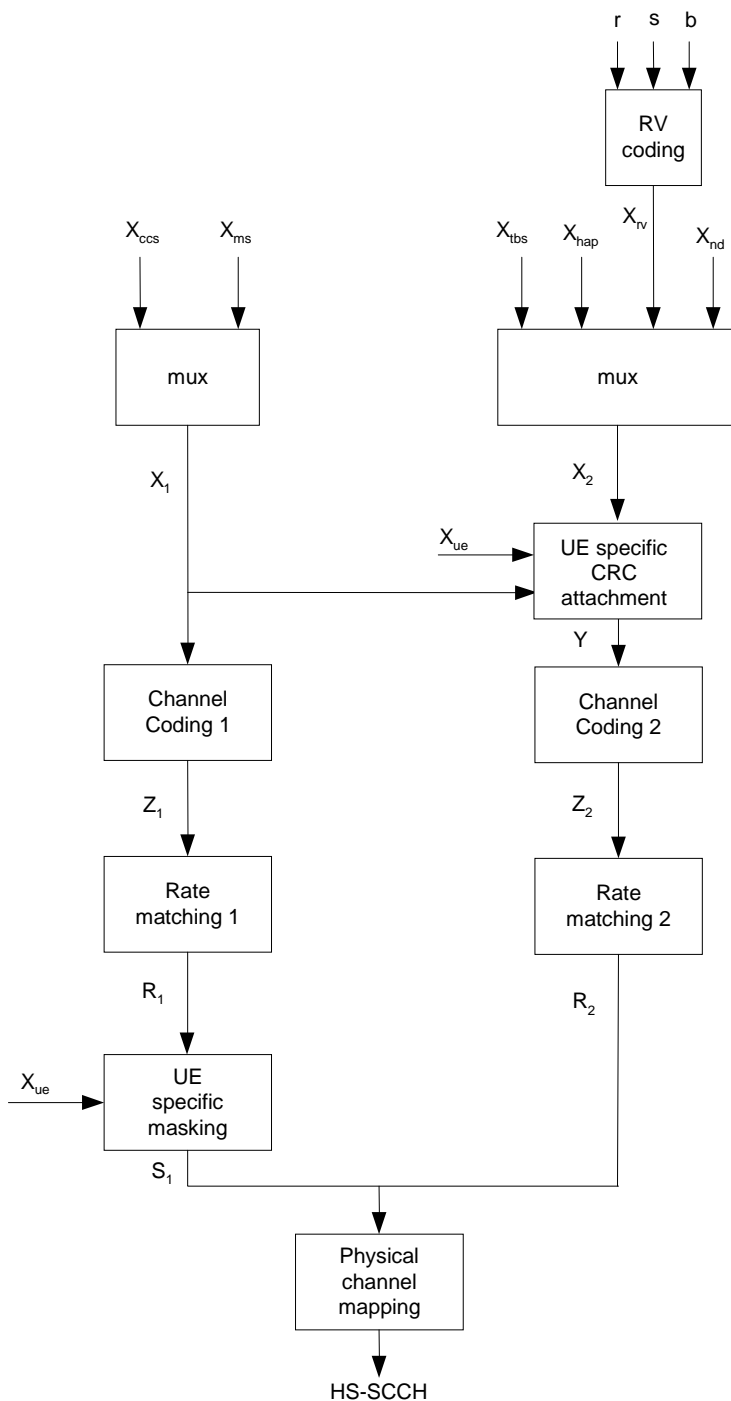 r s b
RV
coding
X_ccs X_ms X_tbs X_hap X_rv X_nd
mux mux
X_1 X_2
X_ue
UE specific
CRC
attachment
Y
Channel
Coding 1
Channel
Coding 2
Z_1 Z_2
Rate
matching 1
Rate
matching 2
R_1 R_2
X_ue
UE
specific
masking
S_1
Physical
channel
mapping
HS-SCCH